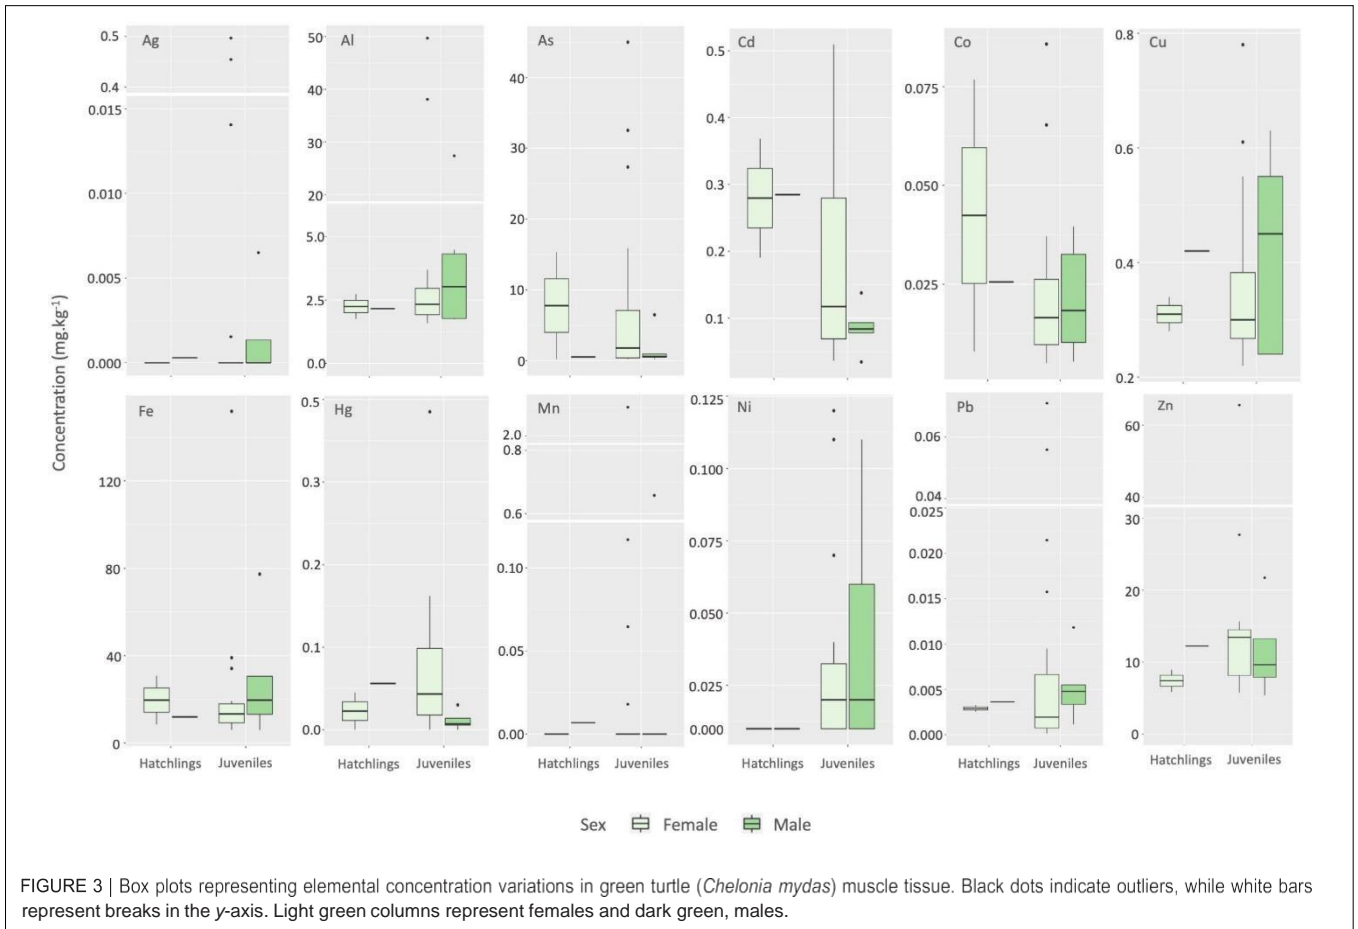 Concentration (mg.kg⁻¹)
Ag
0.5
0.4
0.015
0.010
0.005
0.000
Al
50
40
30
20
5.0
2.5
0.0
As
40
30
20
10
0
Cd
0.5
0.4
0.3
0.2
0.1
Co
0.075
0.050
0.025
Cu
0.8
0.6
0.4
0.2
Fe
120
80
40
0
Hatchlings Juveniles
Hg
0.5
0.3
0.2
0.1
0.0
Hatchlings Juveniles
Mn
2.0
0.8
0.6
0.10
0.05
0.00
Hatchlings Juveniles
Ni
0.125
0.100
0.075
0.050
0.025
0.000
Hatchlings Juveniles
Pb
0.06
0.04
0.025
0.020
0.015
0.010
0.005
0.000
Hatchlings Juveniles
Zn
60
40
30
20
10
0
Hatchlings Juveniles
Sex Female Male
FIGURE 3 | Box plots representing elemental concentration variations in green turtle (Chelonia mydas) muscle tissue. Black dots indicate outliers, while white bars
represent breaks in the y-axis. Light green columns represent females and dark green, males.